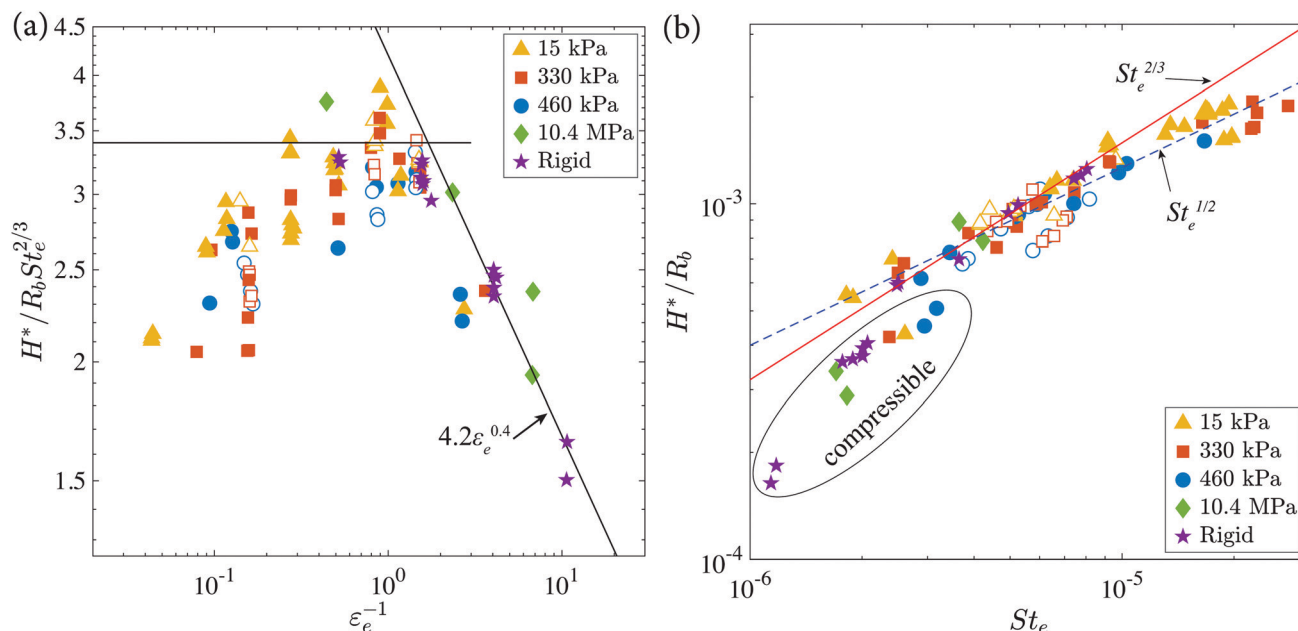 (a)
4.5
4
3.5
3
2.5
2
1.5
H*/R_bSt_e^{2/3}
15 kPa
330 kPa
460 kPa
10.4 MPa
Rigid
4.2ε_e^{0.4}
10^{-1}
10^0
10^1
ε_e^{-1}
(b)
10^{-3}
10^{-4}
H*/R_b
St_e^{2/3}
St_e^{1/2}
compressible
15 kPa
330 kPa
460 kPa
10.4 MPa
Rigid
10^{-6}
10^{-5}
St_e